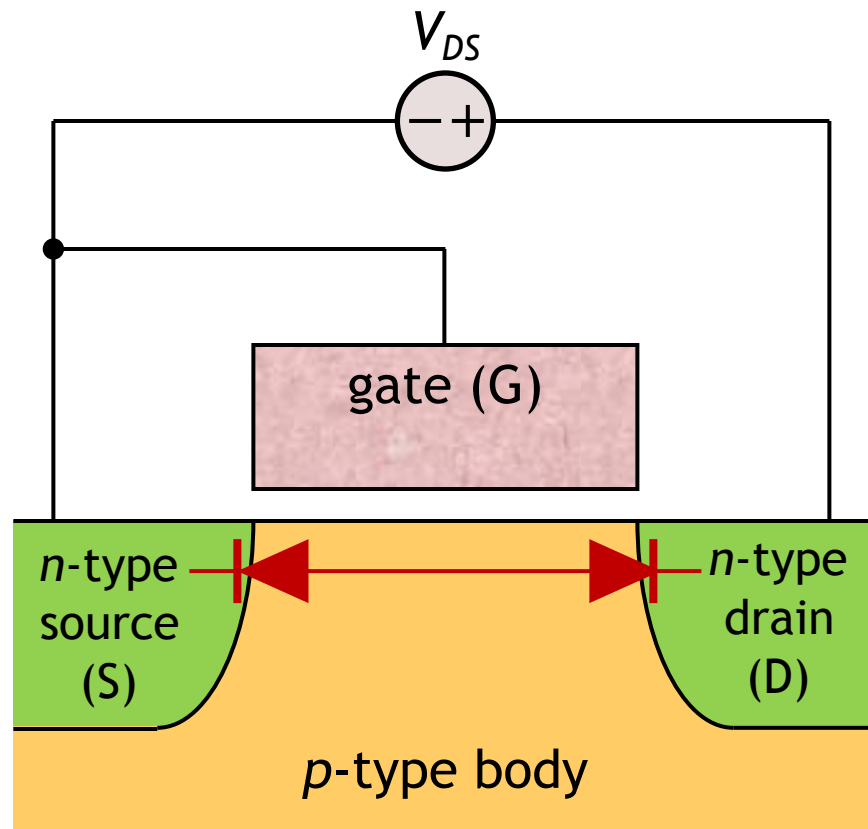 V_DS
− +
gate (G)
n-type
source
(S)
n-type
drain
(D)
p-type body